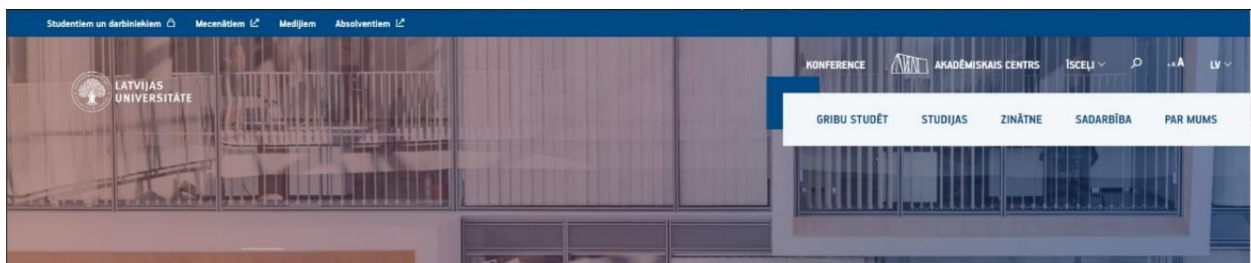 Studentiem un darbiniekiem Mecenātiem Medijiem Absolventiem
KONFERENCE AKADĒMISKAIS CENTRS ĪSCEĻI A A A LV
LATVIJAS
UNIVERSITĀTE
GRIBU STUDĒT STUDIJAS ZINĀTNE SADARBĪBA PAR MUMS